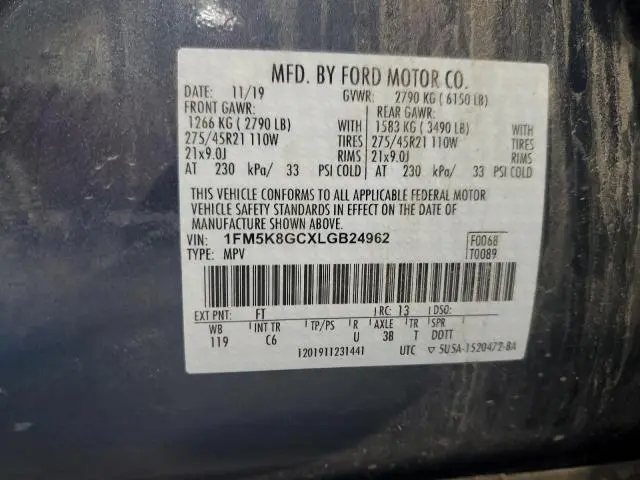 MFD. BY FORD MOTOR CO.
DATE: 11/19 GVWR: 2790 KG ( 6150 LB)
FRONT GAWR: REAR GAWR:
1266 KG ( 2790 LB) WITH 1583 KG ( 3490 LB) WITH
275/45R21 110W TIRES 275/45R21 110W TIRES
21x9.0J RIMS 21x9.0J RIMS
AT 230 kPa/ 33 PSI COLD AT 230 kPa/ 33 PSI COLD
THIS VEHICLE CONFORMS TO ALL APPLICABLE FEDERAL MOTOR
VEHICLE SAFETY STANDARDS IN EFFECT ON THE DATE OF
MANUFACTURE SHOWN ABOVE.
VIN: 1FM5K8GCXLGB24962 F0068
TYPE: MPV T0089
EXT PNT: FT RC: 13 DSO:
WB INT TR TP/PS R AXLE TR SPR
119 C6 U 3B T DOTT
1201911231441 UTC ▽ 5U5A-1520472-BA